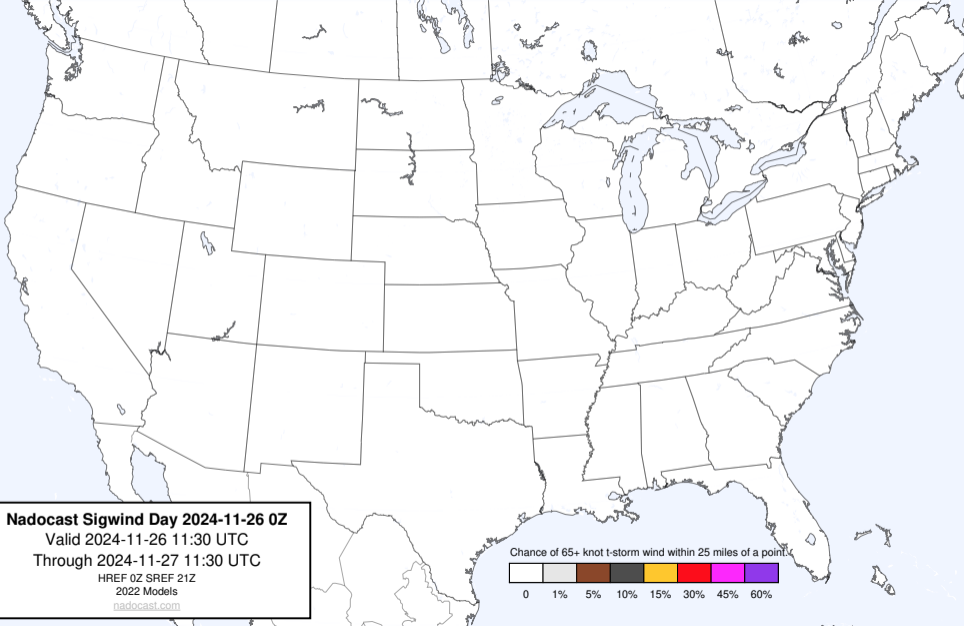 Nadocast Sigwind Day 2024-11-26 0Z
Valid 2024-11-26 11:30 UTC
Through 2024-11-27 11:30 UTC
HREF 0Z SREF 21Z
2022 Models
nadocast.com
Chance of 65+ knot t-storm wind within 25 miles of a point.
0 1% 5% 10% 15% 30% 45% 60%